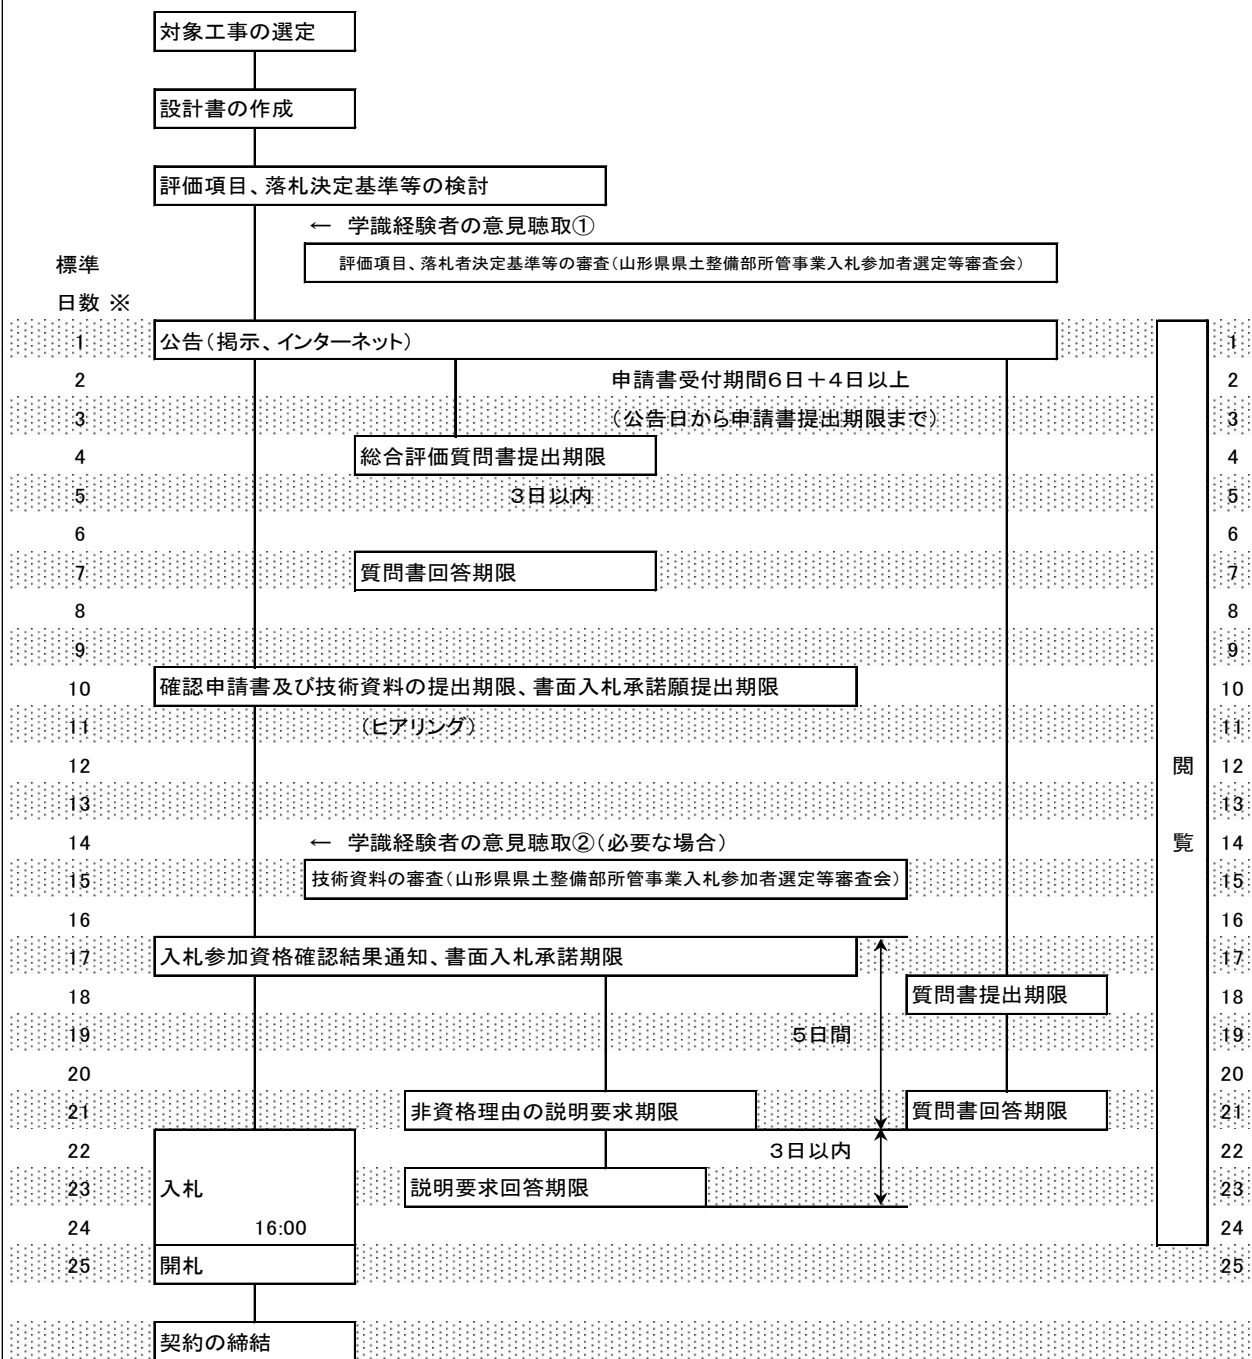 対象工事の選定
設計書の作成
評価項目、落札決定基準等の検討
← 学識経験者の意見聴取①
標準
評価項目、落札者決定基準等の審査(山形県県土整備部所管事業入札参加者選定等審査会)
日数 ※
1 公告(掲示、インターネット) 1
2 申請書受付期間6日+4日以上 2
3 (公告日から申請書提出期限まで) 3
4 総合評価質問書提出期限 4
5 3日以内 5
6 6
7 質問書回答期限 7
8 8
9 9
10 確認申請書及び技術資料の提出期限、書面入札承諾願提出期限 10
11 (ヒアリング) 11
12 閲 12
13 13
14 ← 学識経験者の意見聴取②(必要な場合) 覧 14
15 技術資料の審査(山形県県土整備部所管事業入札参加者選定等審査会) 15
16 16
17 入札参加資格確認結果通知、書面入札承諾期限 17
18 質問書提出期限 18
19 5日間 19
20 20
21 非資格理由の説明要求期限 質問書回答期限 21
22 3日以内 22
23 入札 説明要求回答期限 23
24 16:00 24
25 開札 25
契約の締結